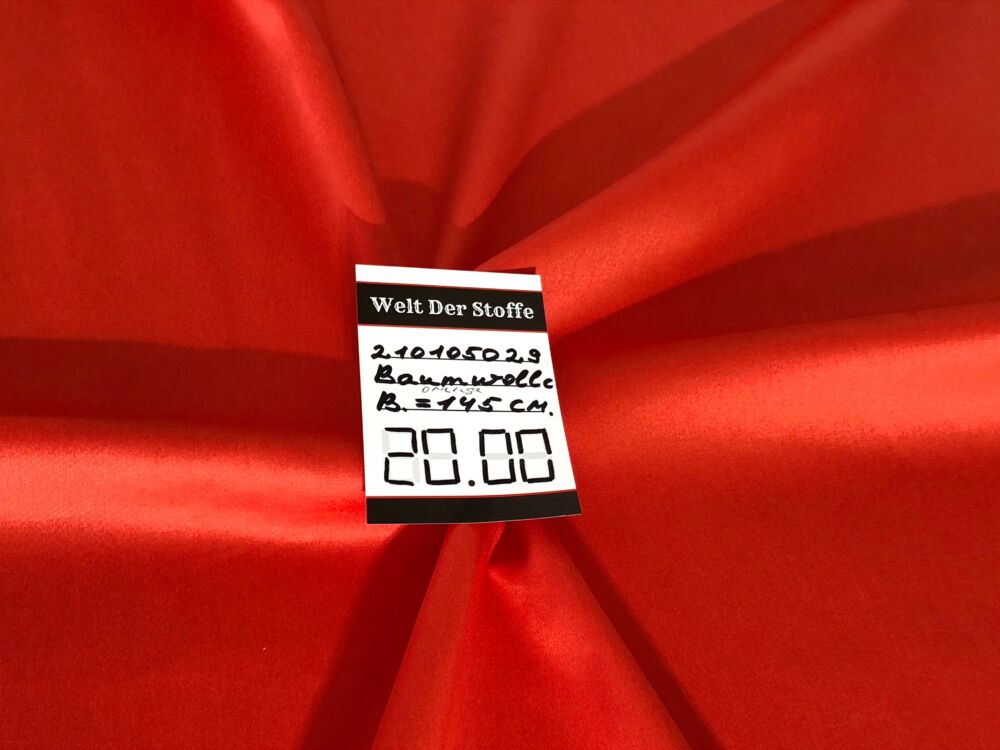 Welt Der Stoffe
210105029
Baumwolle
orange
B. = 145 CM.
20.00